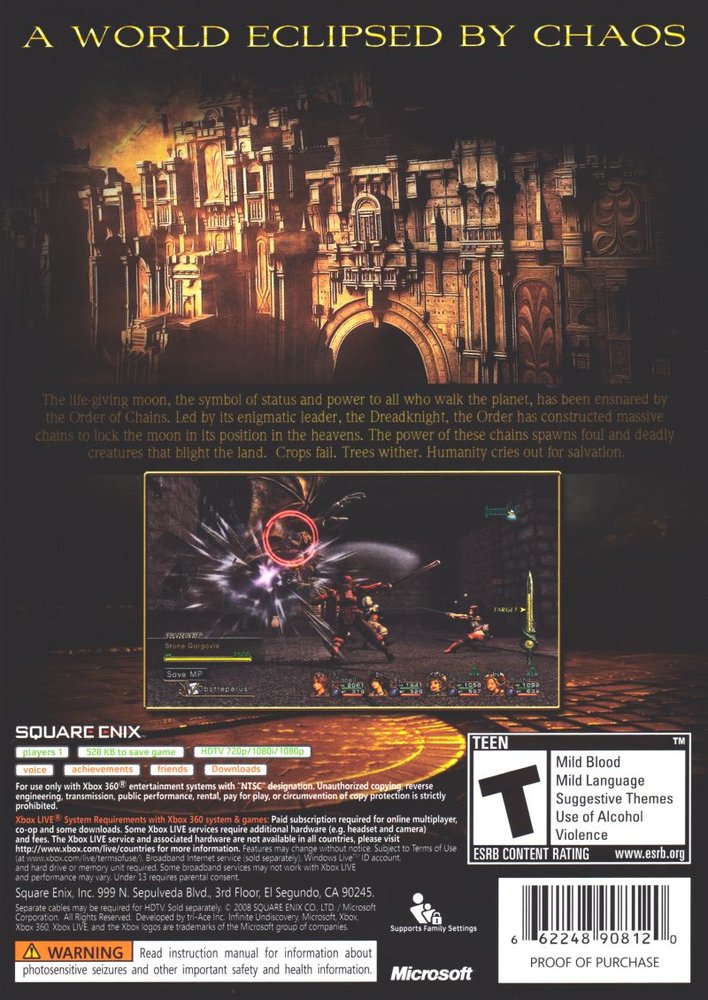 A WORLD ECLIPSED BY CHAOS
The life-giving moon, the symbol of status and power to all who walk the planet, has been ensnared by
the Order of Chains. Led by its enigmatic leader, the Dreadknight, the Order has constructed massive
chains to lock the moon in its position in the heavens. The power of these chains spawns foul and deadly
creatures that blight the land. Crops fail. Trees wither. Humanity cries out for salvation.
TARGET
Stone Gargoyle
2500
Save MP
Obstreperus
SQUARE ENIX
players 1
528 KB to save game
HDTV 720p/1080i/1080p
voice
achievements
friends
Downloads
For use only with Xbox 360® entertainment systems with "NTSC" designation. Unauthorized copying, reverse
engineering, transmission, public performance, rental, pay for play, or circumvention of copy protection is strictly
prohibited.
Xbox LIVE® System Requirements with Xbox 360 system & games: Paid subscription required for online multiplayer,
co-op and some downloads. Some Xbox LIVE services require additional hardware (e.g. headset and camera)
and fees. The Xbox LIVE service and associated hardware are not available in all countries, please visit
http://www.xbox.com/live/countries for more information. Features may change without notice. Subject to Terms of Use
(at www.xbox.com/live/termsofuse/). Broadband Internet service (sold separately), Windows Live™ ID account,
and hard drive or memory unit required. Some broadband services may not work with Xbox LIVE
and performance may vary. Under 13 requires parental consent.
Square Enix, Inc. 999 N. Sepulveda Blvd., 3rd Floor, El Segundo, CA 90245.
Separate cables may be required for HDTV. Sold separately. © 2008 SQUARE ENIX CO., LTD. / Microsoft
Corporation. All Rights Reserved. Developed by tri-Ace Inc. Infinite Undiscovery, Microsoft, Xbox,
Xbox 360, Xbox LIVE, and the Xbox logos are trademarks of the Microsoft group of companies.
WARNING Read instruction manual for information about
photosensitive seizures and other important safety and health information.
TEEN ™
T
Mild Blood
Mild Language
Suggestive Themes
Use of Alcohol
Violence
ESRB CONTENT RATING www.esrb.org
Supports Family Settings
Microsoft
6 62248 90812 0
PROOF OF PURCHASE